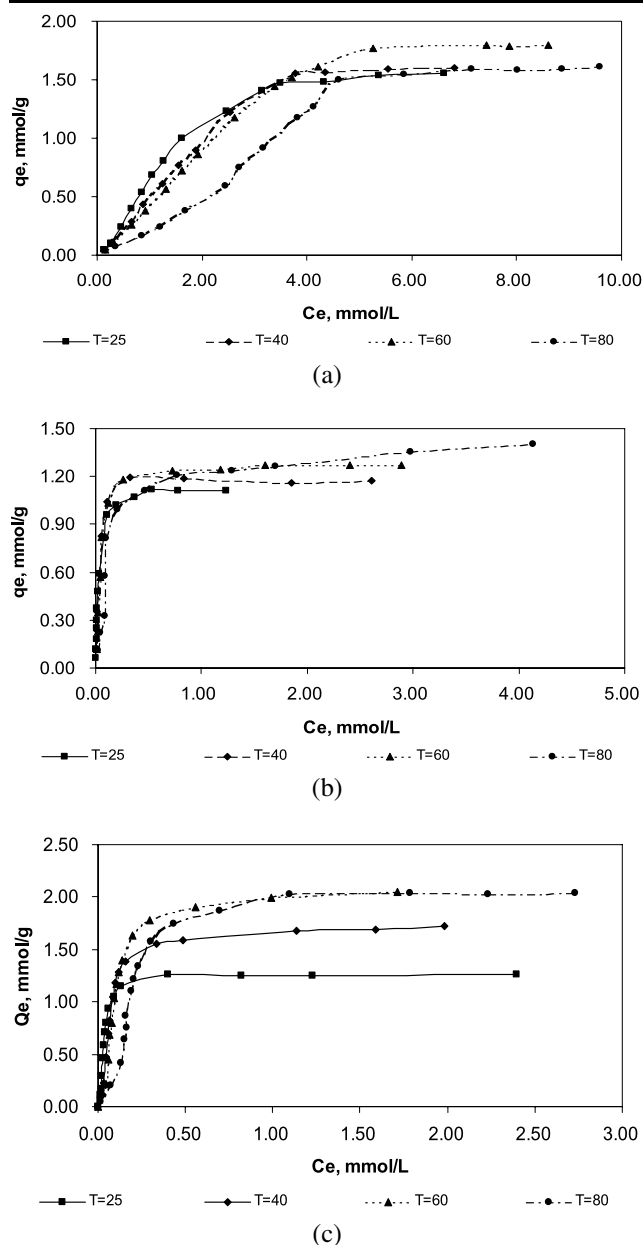 2.00
1.50
1.00
0.50
0.00
qe, mmol/g
0.00 2.00 4.00 6.00 8.00 10.00
Ce, mmol/L
T=25 T=40 T=60 T=80
(a)
1.50
1.20
0.90
0.60
0.30
0.00
qe, mmol/g
0.00 1.00 2.00 3.00 4.00 5.00
Ce, mmol/L
T=25 T=40 T=60 T=80
(b)
2.50
2.00
1.50
1.00
0.50
0.00
Qe, mmol/g
0.00 0.50 1.00 1.50 2.00 2.50 3.00
Ce, mmol/L
T=25 T=40 T=60 T=80
(c)